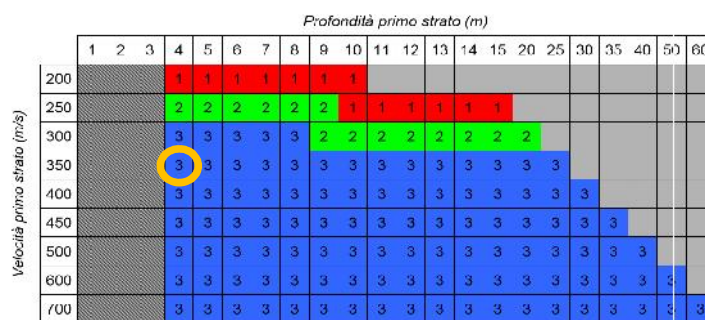 Profondità primo strato (m)
1 2 3 4 5 6 7 8 9 10 11 12 13 14 15 20 25 30 35 40 50 60
Velocità primo strato (m/s)
200 1 1 1 1 1 1 1
250 2 2 2 2 2 2 1 1 1 1 1 1
300 3 3 3 3 3 2 2 2 2 2 2 2 2
350 3 3 3 3 3 3 3 3 3 3 3 3 3 3
400 3 3 3 3 3 3 3 3 3 3 3 3 3 3 3
450 3 3 3 3 3 3 3 3 3 3 3 3 3 3 3 3
500 3 3 3 3 3 3 3 3 3 3 3 3 3 3 3 3 3
600 3 3 3 3 3 3 3 3 3 3 3 3 3 3 3 3 3 3
700 3 3 3 3 3 3 3 3 3 3 3 3 3 3 3 3 3 3 3